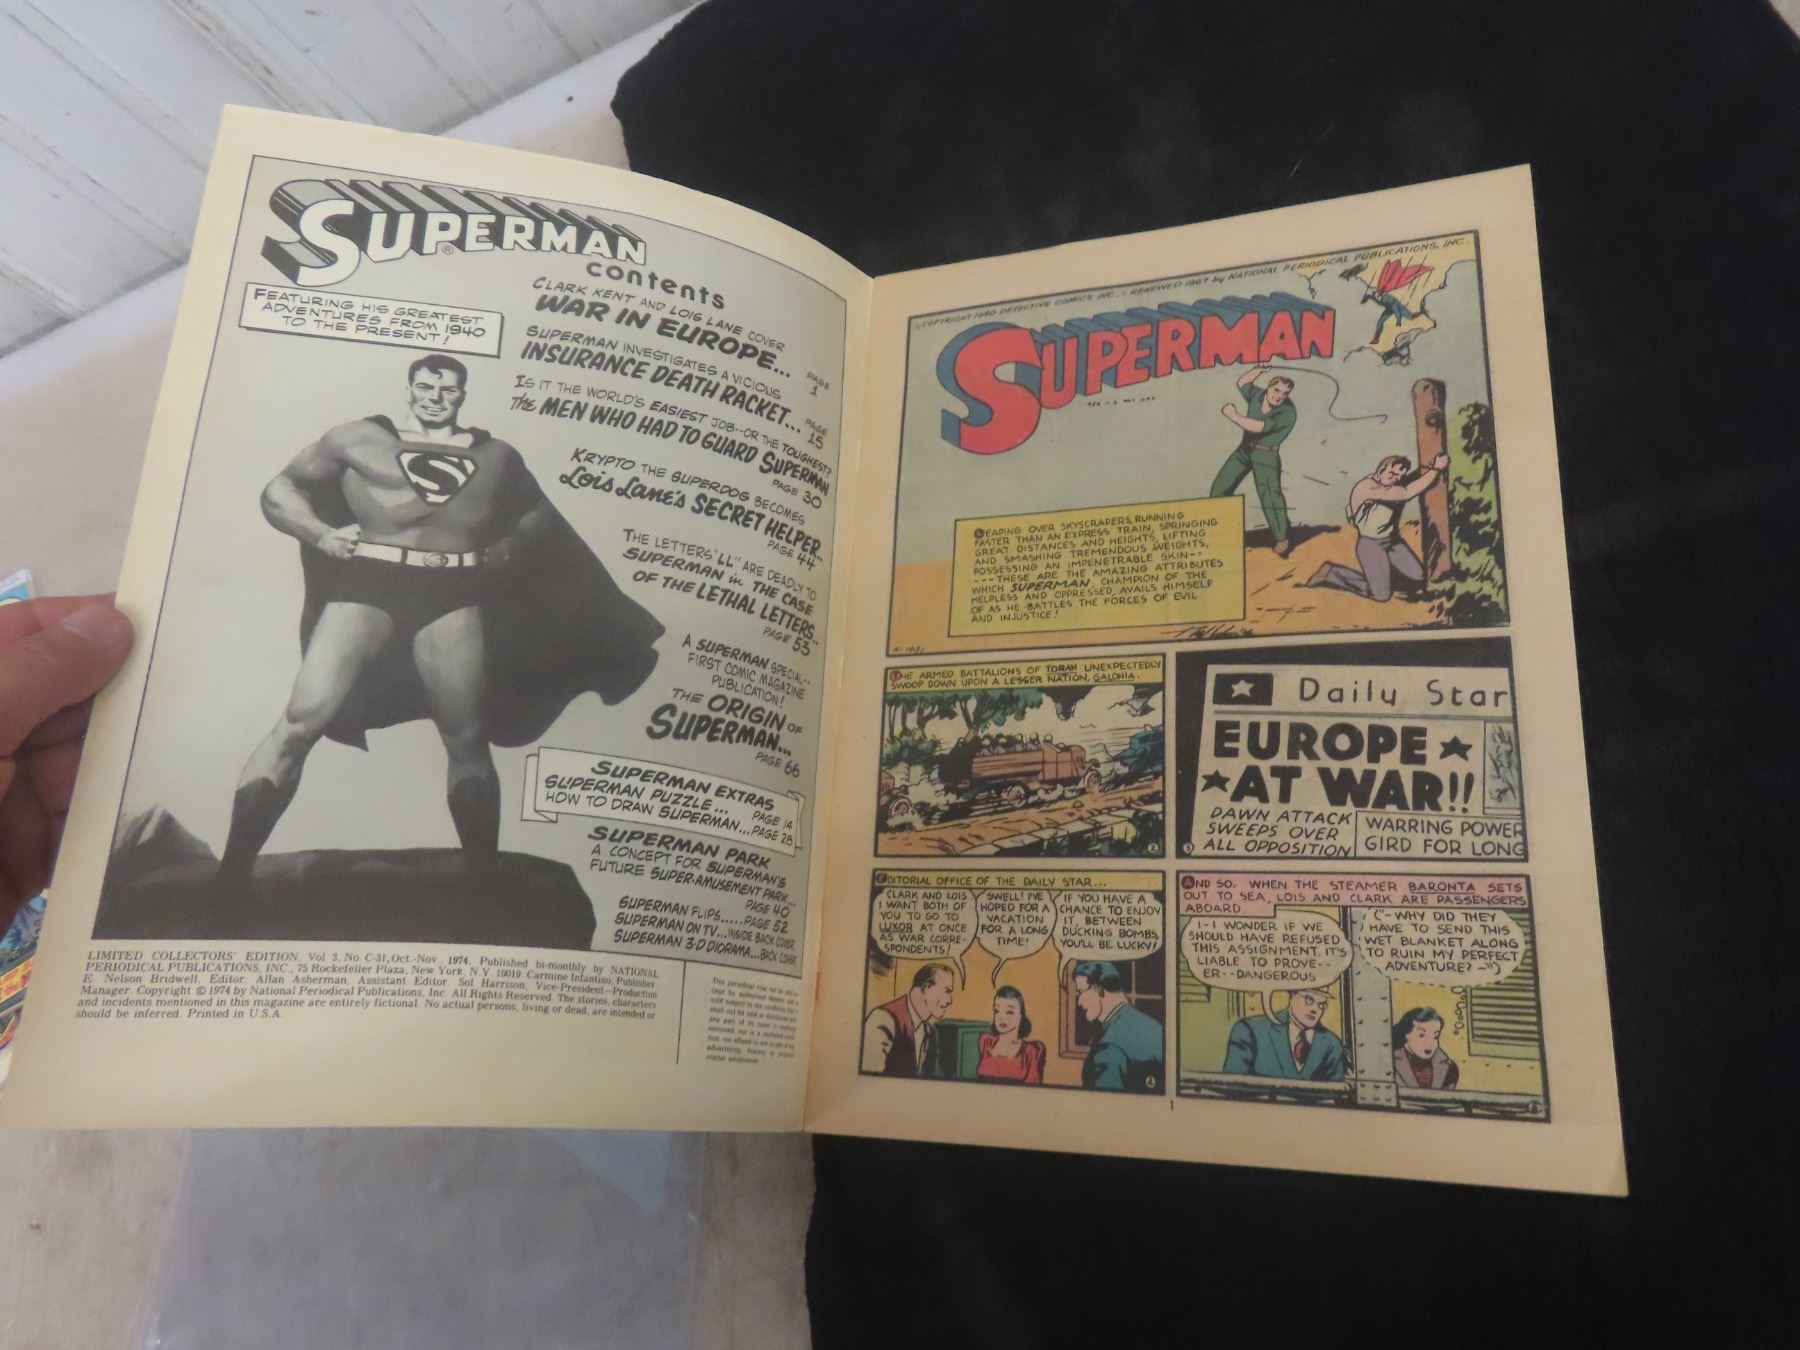 SUPERMAN
®
contents
FEATURING HIS GREATEST
ADVENTURES FROM 1940
TO THE PRESENT!
CLARK KENT AND LOIS LANE COVER
WAR IN EUROPE...
PAGE
1
SUPERMAN INVESTIGATES A VICIOUS
INSURANCE DEATH RACKET...
PAGE
15
IS IT THE WORLD'S EASIEST JOB--OR THE TOUGHEST?
The MEN WHO HAD TO GUARD SUPERMAN
PAGE 30
KRYPTO THE SUPERDOG BECOMES
Lois Lane's SECRET HELPER
PAGE 44
THE LETTERS "LL" ARE DEADLY TO
SUPERMAN in THE CASE
OF THE LETHAL LETTERS..
PAGE 53
A SUPERMAN SPECIAL--
FIRST COMIC MAGAZINE
PUBLICATION!
THE ORIGIN OF
SUPERMAN...
PAGE 66
SUPERMAN EXTRAS
SUPERMAN PUZZLE... PAGE 14
HOW TO DRAW SUPERMAN...PAGE 28
SUPERMAN PARK
A CONCEPT FOR SUPERMAN'S
FUTURE SUPER-AMUSEMENT PARK...
PAGE 40
SUPERMAN FLIPS.....PAGE 52
SUPERMAN ON TV...INSIDE BACK COVER
SUPERMAN 3-D DIORAMA...BACK COVER
LIMITED COLLECTORS' EDITION, Vol 3, No. C-31, Oct.-Nov., 1974. Published bi-monthly by NATIONAL
PERIODICAL PUBLICATIONS, INC., 75 Rockefeller Plaza, New York, N.Y. 10019. Carmine Infantino, Publisher
E. Nelson Bridwell, Editor. Allan Asherman, Assistant Editor. Sol Harrison, Vice-President—Production
Manager. Copyright © 1974 by National Periodical Publications, Inc. All Rights Reserved. The stories, characters
and incidents mentioned in this magazine are entirely fictional. No actual persons, living or dead, are intended or
should be inferred. Printed in U.S.A.
This periodical may not be
matter whatsoever.
COPYRIGHT 1940 DETECTIVE COMICS INC., RENEWED 1967 by NATIONAL PERIODICAL PUBLICATIONS, INC.
SUPERMAN
LEAPING OVER SKYSCRAPERS, RUNNING
FASTER THAN AN EXPRESS TRAIN, SPRINGING
GREAT DISTANCES AND HEIGHTS, LIFTING
AND SMASHING TREMENDOUS WEIGHTS,
POSSESSING AN IMPENETRABLE SKIN--
---THESE ARE THE AMAZING ATTRIBUTES
WHICH SUPERMAN, CHAMPION OF THE
HELPLESS AND OPPRESSED, AVAILS HIMSELF
OF AS HE BATTLES THE FORCES OF EVIL
AND INJUSTICE!
THE ARMED BATTALIONS OF TORAN UNEXPECTEDLY
SWOOP DOWN UPON A LESSER NATION, GALONIA.
2
Daily Star
EUROPE
AT WAR!!
DAWN ATTACK
SWEEPS OVER
ALL OPPOSITION
WARRING POWER
GIRD FOR LONG
3
EDITORIAL OFFICE OF THE DAILY STAR...
CLARK AND LOIS
I WANT BOTH OF
YOU TO GO TO
LUXOR AT ONCE
AS WAR CORRE-
SPONDENTS!
SWELL! I'VE
HOPED FOR A
VACATION
FOR A LONG
TIME!
IF YOU HAVE A
CHANCE TO ENJOY
IT, BETWEEN
DUCKING BOMBS,
YOU'LL BE LUCKY!
AND SO, WHEN THE STEAMER BARONTA SETS
OUT TO SEA, LOIS AND CLARK ARE PASSENGERS
ABOARD
I-I WONDER IF WE
SHOULD HAVE REFUSED
THIS ASSIGNMENT, IT'S
LIABLE TO PROVE--
ER--DANGEROUS
("-WHY DID THEY
HAVE TO SEND THIS
WET BLANKET ALONG
TO RUIN MY PERFECT
ADVENTURE?-")
1